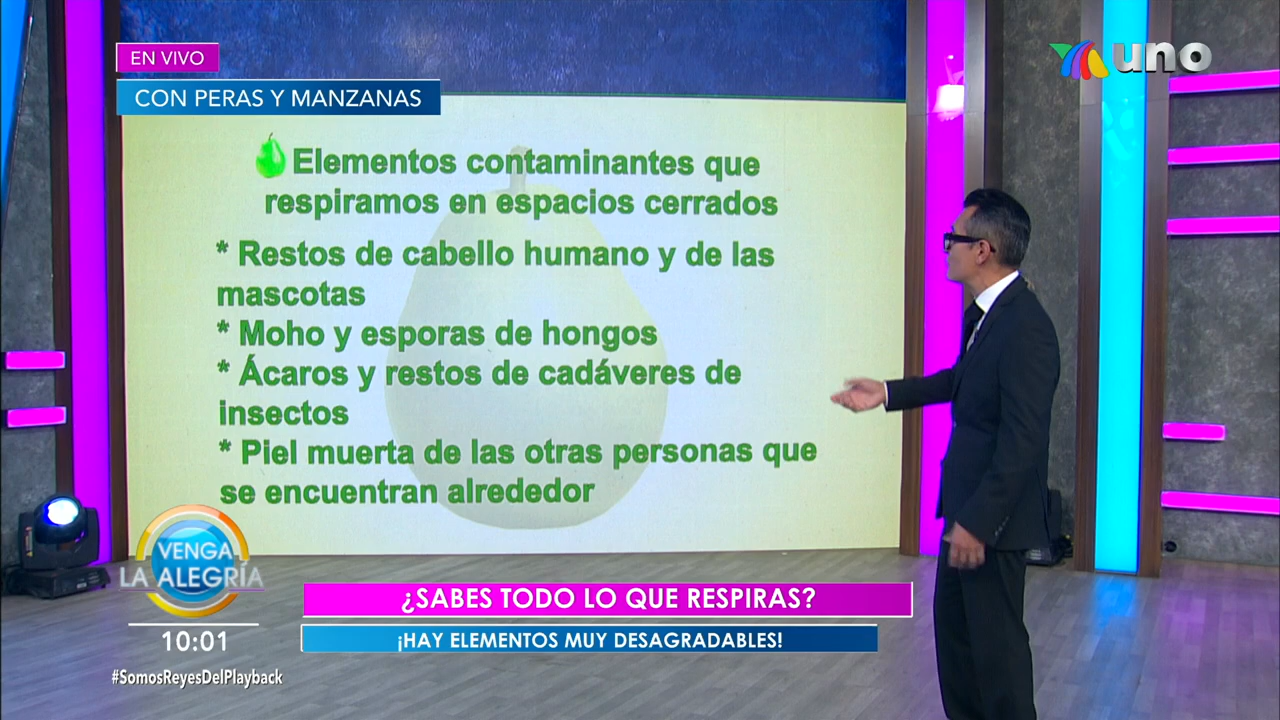 EN VIVO
uno
CON PERAS Y MANZANAS
Elementos contaminantes que
respiramos en espacios cerrados
* Restos de cabello humano y de las
mascotas
* Moho y esporas de hongos
* Ácaros y restos de cadáveres de
insectos
* Piel muerta de las otras personas que
se encuentran alrededor
VENGA
LA ALEGRÍA
10:01
#SomosReyesDelPlayback
¿SABES TODO LO QUE RESPIRAS?
¡HAY ELEMENTOS MUY DESAGRADABLES!